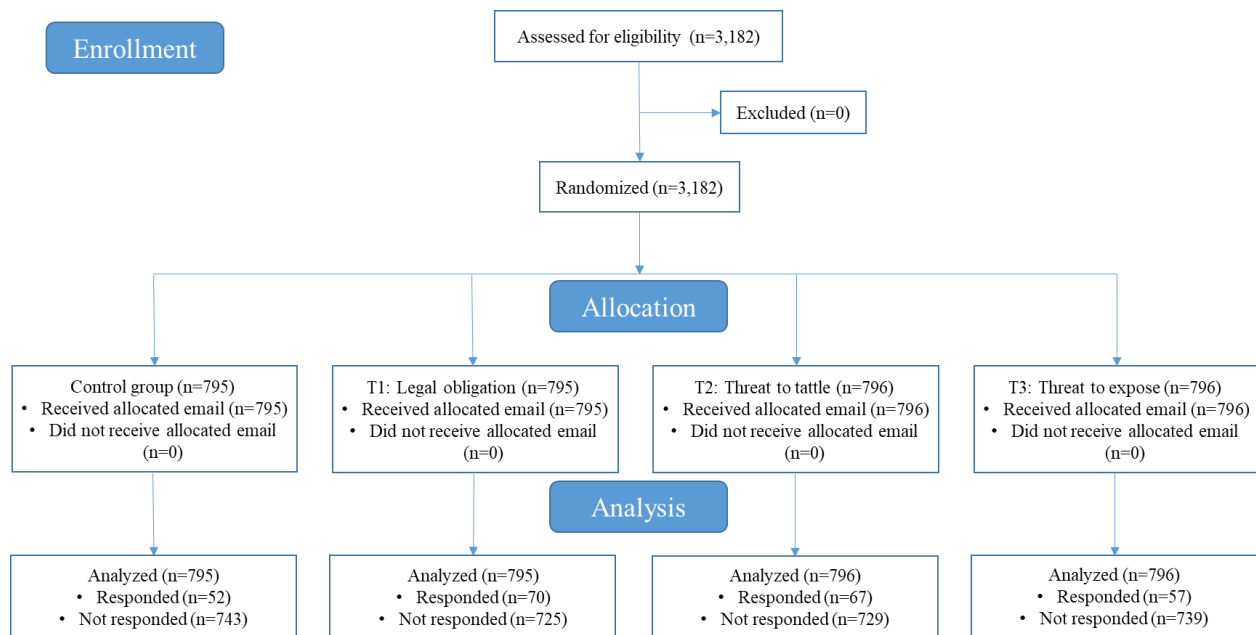 Enrollment
Assessed for eligibility (n=3,182)
Excluded (n=0)
Randomized (n=3,182)
Allocation
Control group (n=795)
• Received allocated email (n=795)
• Did not receive allocated email
(n=0)
T1: Legal obligation (n=795)
• Received allocated email (n=795)
• Did not receive allocated email
(n=0)
T2: Threat to tattle (n=796)
• Received allocated email (n=796)
• Did not receive allocated email
(n=0)
T3: Threat to expose (n=796)
• Received allocated email (n=796)
• Did not receive allocated email
(n=0)
Analysis
Analyzed (n=795)
• Responded (n=52)
• Not responded (n=743)
Analyzed (n=795)
• Responded (n=70)
• Not responded (n=725)
Analyzed (n=796)
• Responded (n=67)
• Not responded (n=729)
Analyzed (n=796)
• Responded (n=57)
• Not responded (n=739)